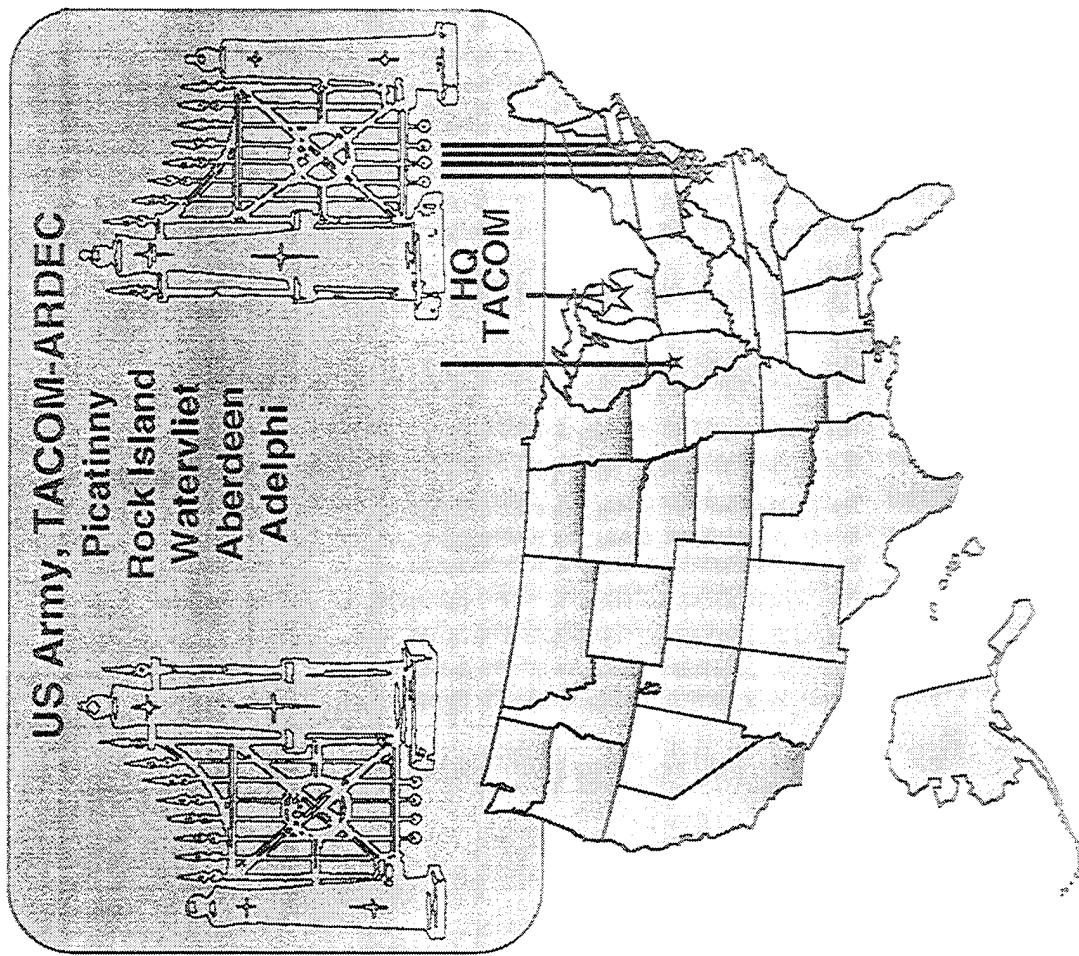 US Army, TACOM-ARDEC
Picatinny
Rock Island
Watervliet
Aberdeen
Adelphi
HQ
TACOM